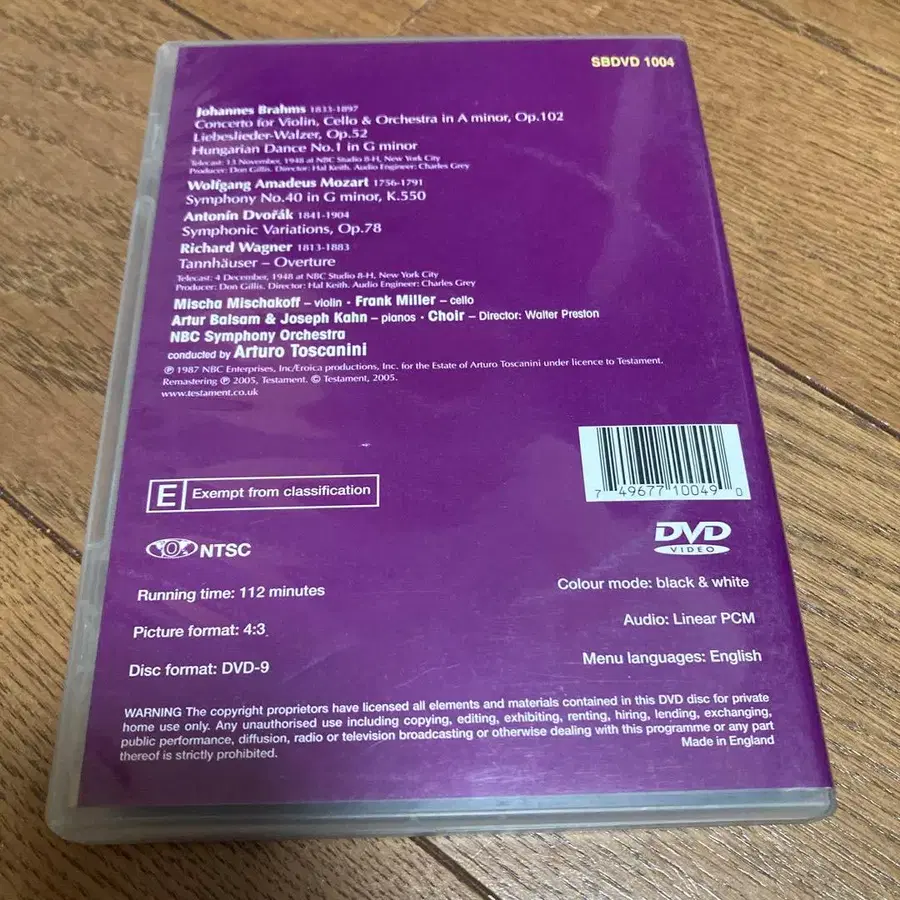 SBDVD 1004
Johannes Brahms 1833-1897
Concerto for Violin, Cello & Orchestra in A minor, Op.102
Liebeslieder-Walzer, Op.52
Hungarian Dance No.1 in G minor
Telecast: 13 November, 1948 at NBC Studio 8-H, New York City
Producer: Don Gillis. Director: Hal Keith. Audio Engineer: Charles Grey
Wolfgang Amadeus Mozart 1756-1791
Symphony No.40 in G minor, K.550
Antonín Dvořák 1841-1904
Symphonic Variations, Op.78
Richard Wagner 1813-1883
Tannhäuser – Overture
Telecast: 4 December, 1948 at NBC Studio 8-H, New York City
Producer: Don Gillis. Director: Hal Keith. Audio Engineer: Charles Grey
Mischa Mischakoff – violin · Frank Miller – cello
Artur Balsam & Joseph Kahn – pianos · Choir – Director: Walter Preston
NBC Symphony Orchestra
conducted by Arturo Toscanini
℗ 1987 NBC Enterprises, Inc/Eroica productions, Inc. for the Estate of Arturo Toscanini under licence to Testament.
Remastering ℗ 2005, Testament. © Testament, 2005.
www.testament.co.uk
7 49677 10049 0
E Exempt from classification
DVD
VIDEO
NTSC
Running time: 112 minutes
Colour mode: black & white
Picture format: 4:3
Audio: Linear PCM
Disc format: DVD-9
Menu languages: English
WARNING The copyright proprietors have licensed all elements and materials contained in this DVD disc for private
home use only. Any unauthorised use including copying, editing, exhibiting, renting, hiring, lending, exchanging,
public performance, diffusion, radio or television broadcasting or otherwise dealing with this programme or any part
thereof is strictly prohibited.
Made in England